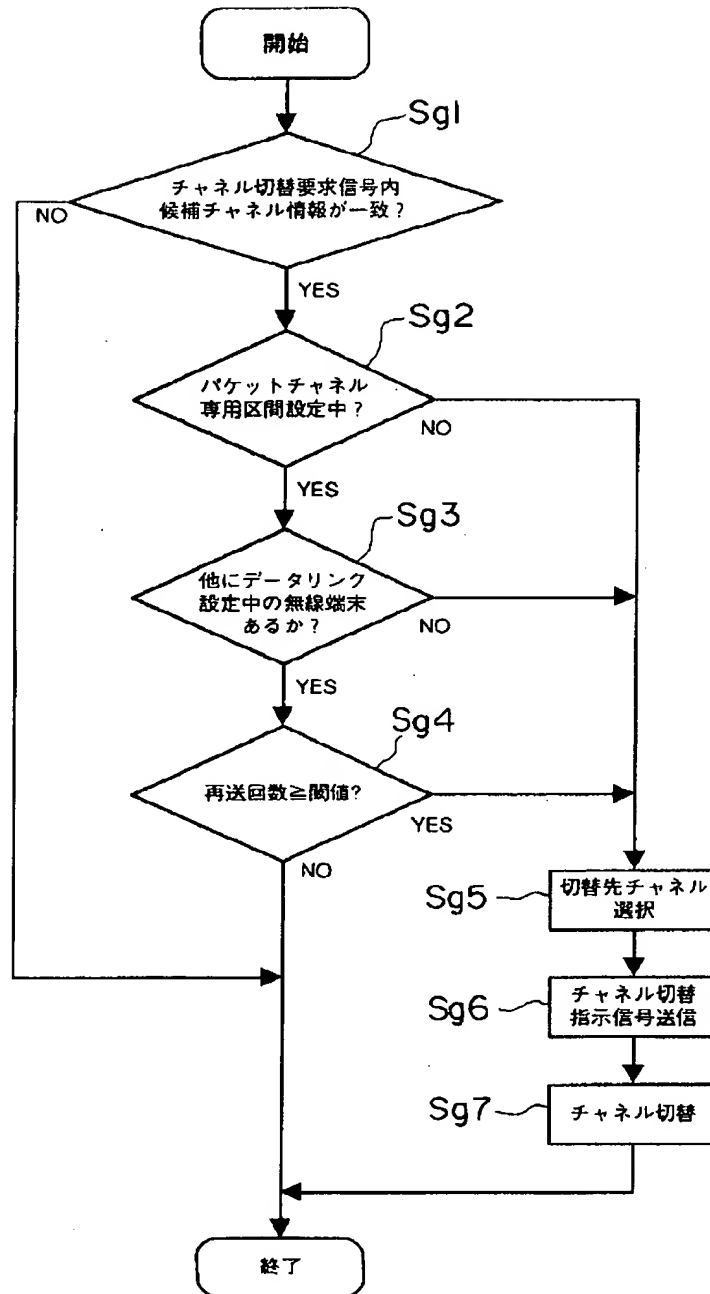 開始
Sg1
チャネル切替要求信号内
候補チャネル情報が一致?
NO
YES
Sg2
パケットチャネル
専用区間設定中?
NO
YES
Sg3
他にデータリンク
設定中の無線端末
あるか?
NO
YES
Sg4
再送回数≧閾値?
YES
NO
Sg5
切替先チャネル
選択
Sg6
チャネル切替
指示信号送信
Sg7
チャネル切替
終了